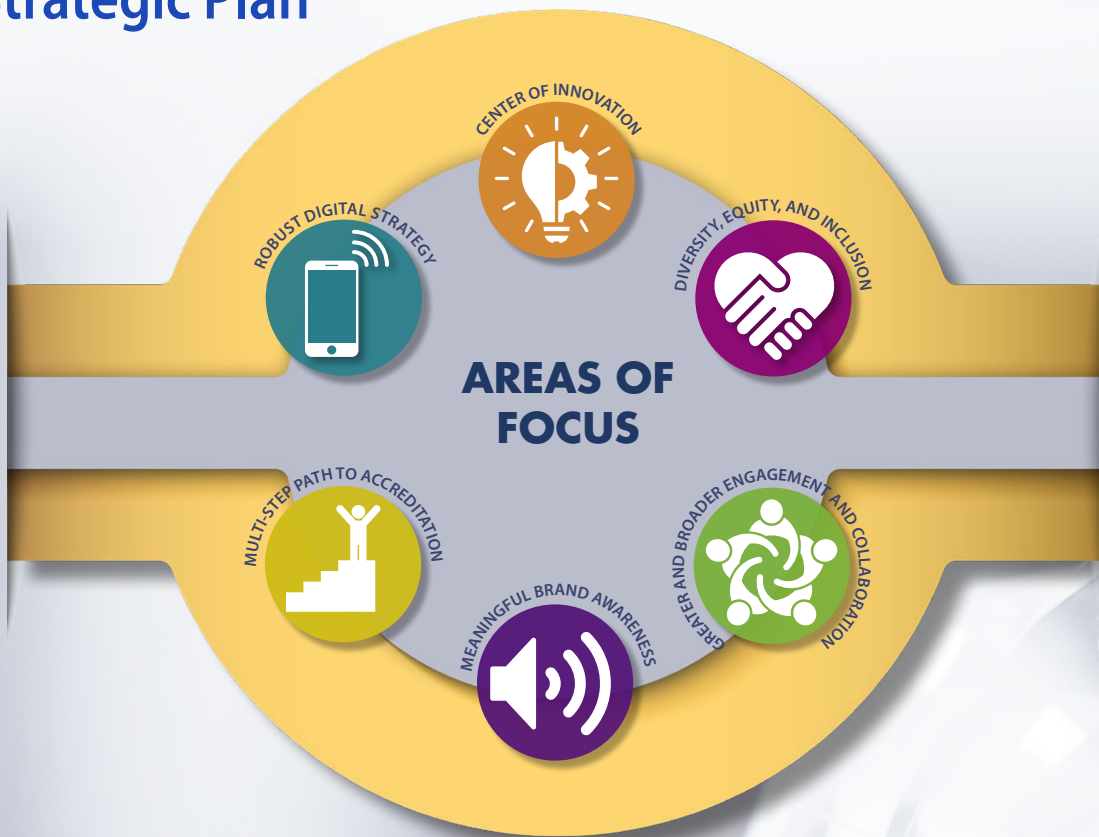 Strategic Plan
CENTER OF INNOVATION
ROBUST DIGITAL STRATEGY
DIVERSITY, EQUITY, AND INCLUSION
AREAS OF
FOCUS
MULTI-STEP PATH TO ACCREDITATION
GREATER AND BROADER ENGAGEMENT AND COLLABORATION
MEANINGFUL BRAND AWARENESS